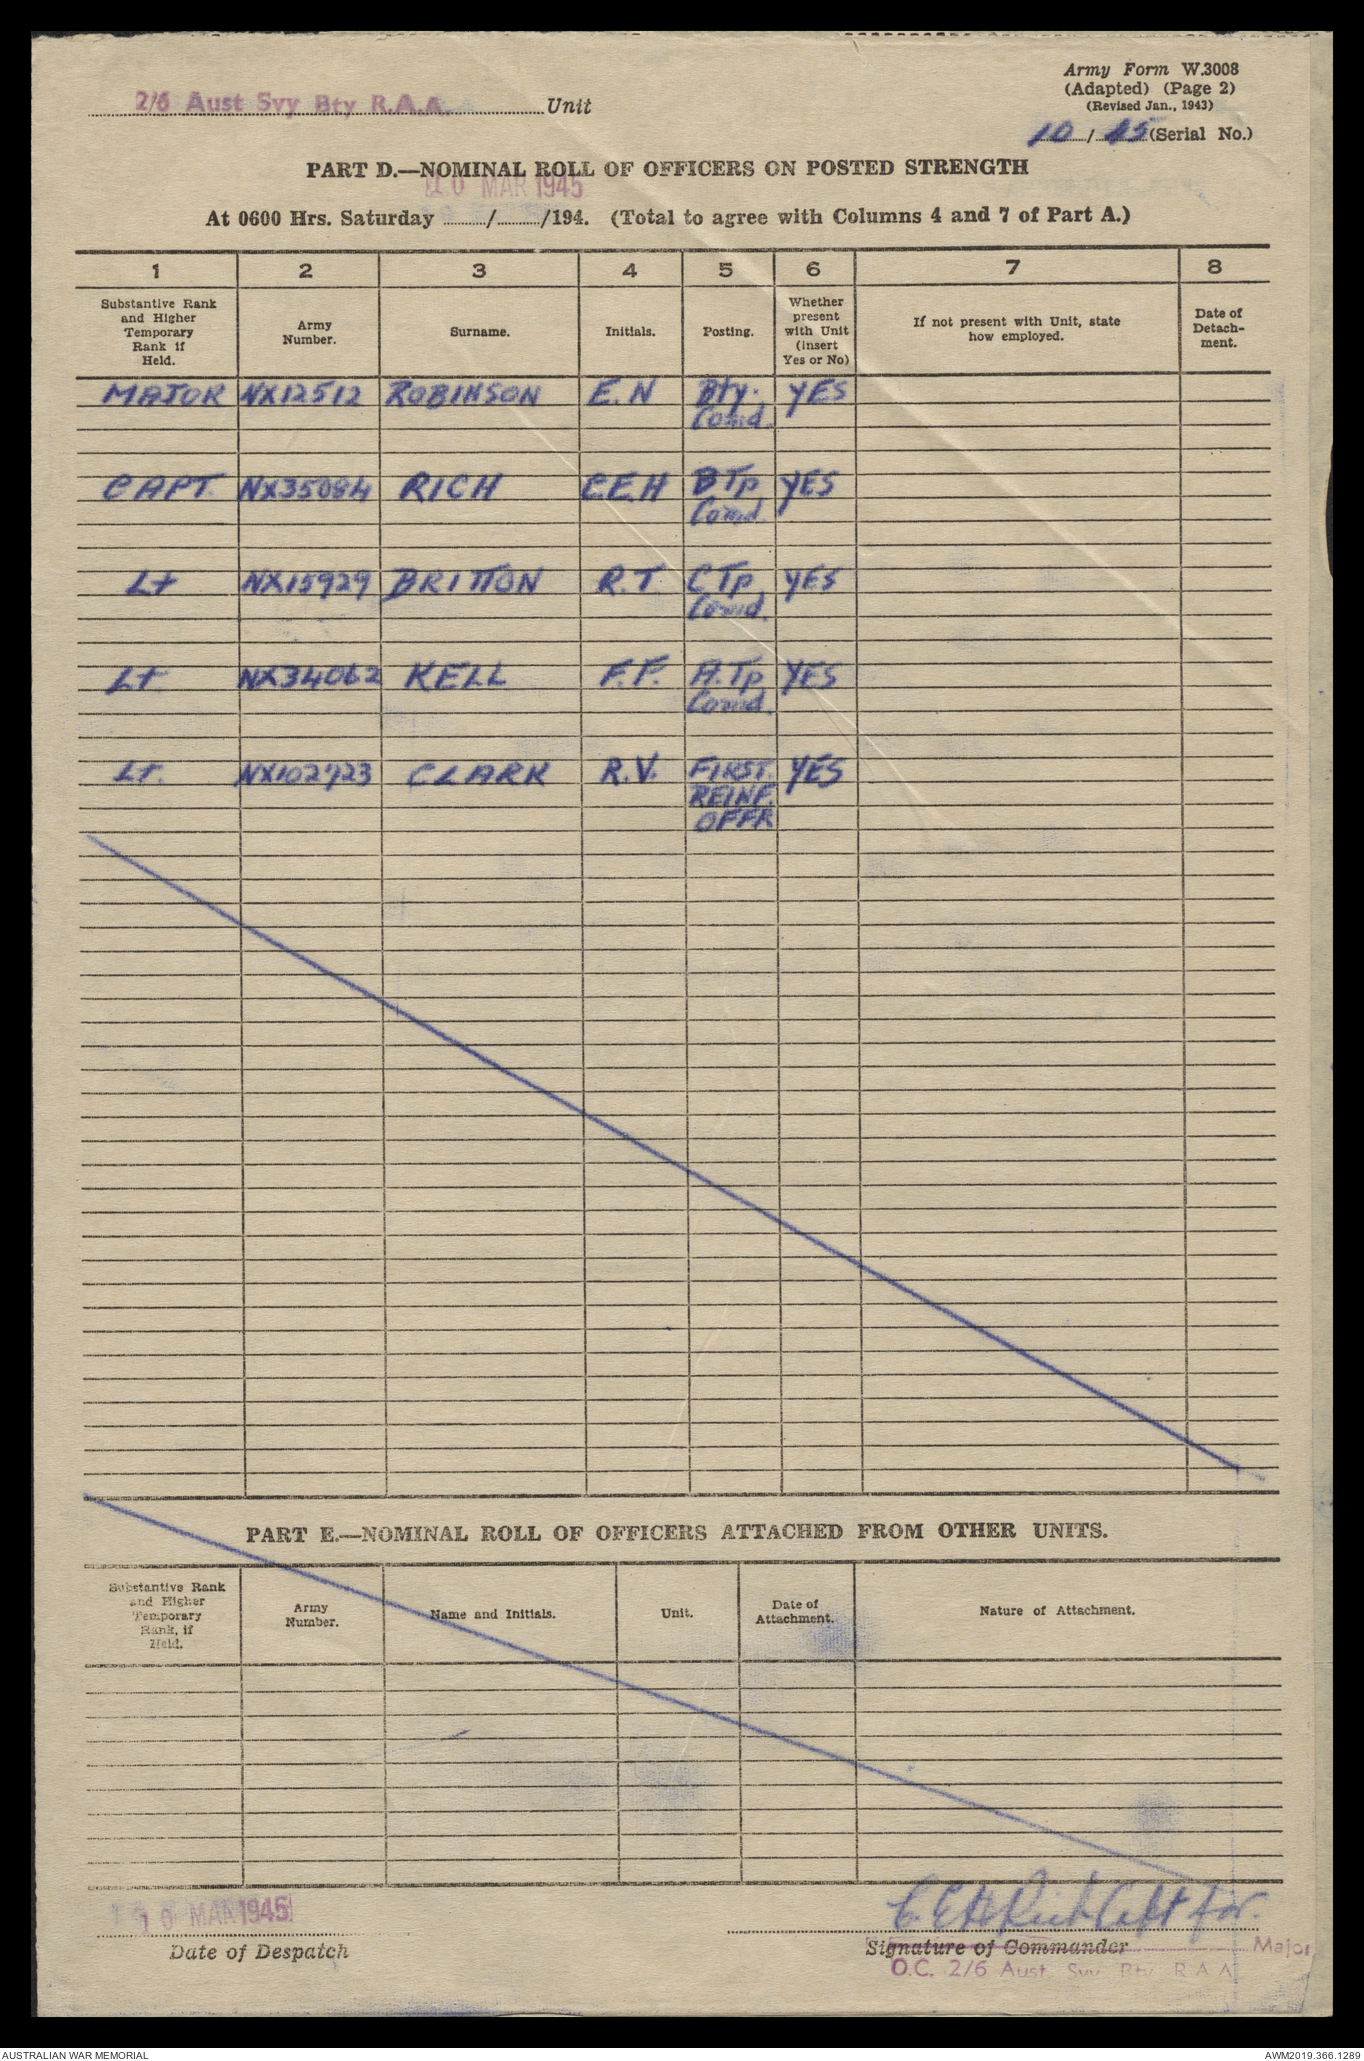 2/6 Aust Svy Bty R.A.A. Unit
Army Form W.3008
(Adapted) (Page 2)
(Revised Jan., 1943)
10 / 45 (Serial No.)
PART D.—NOMINAL ROLL OF OFFICERS ON POSTED STRENGTH
10 MAR 1945
At 0600 Hrs. Saturday ........../........../194. (Total to agree with Columns 4 and 7 of Part A.)
1 2 3 4 5 6 7 8
Substantive Rank
and Higher
Temporary
Rank if
Held.
Army
Number.
Surname.
Initials.
Posting.
Whether
present
with Unit
(insert
Yes or No)
If not present with Unit, state
how employed.
Date of
Detach-
ment.
MAJOR NX12512 ROBINSON E.N Bty. YES
Comd.
CAPT. NX35084 RICH C.E.H B Tp YES
Comd.
Lt NX15929 BRITTON R.T. C Tp YES
Comd.
Lt NX34062 KELL F.F. A.Tp YES
Comd.
Lt. NX102723 CLARK R.V. FIRST. YES
REINF.
OFFR
PART E.—NOMINAL ROLL OF OFFICERS ATTACHED FROM OTHER UNITS.
Substantive Rank
and Higher
Temporary
Rank, if
Held.
Army
Number.
Name and Initials.
Unit.
Date of
Attachment.
Nature of Attachment.
10 MAR 1945
Date of Despatch
C.E.H. Rich Capt for.
Signature of Commander Major
O.C. 2/6 Aust Svy Bty R A A
AUSTRALIAN WAR MEMORIAL AWM2019.366.1289